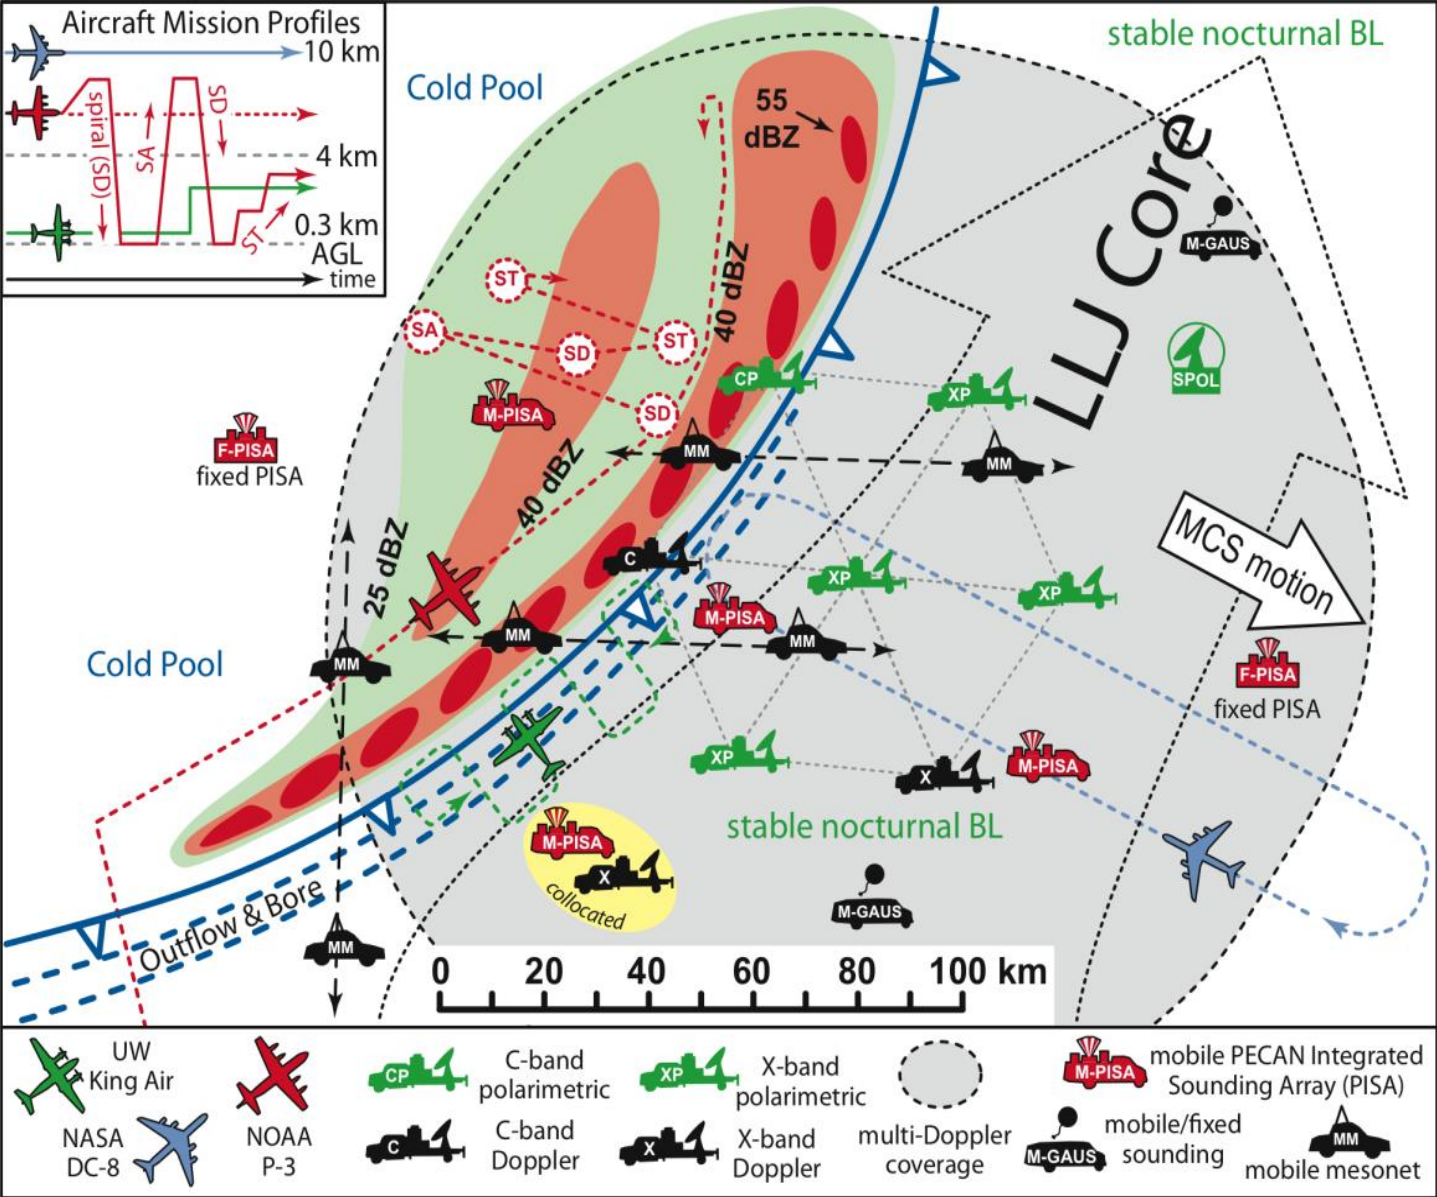 Aircraft Mission Profiles
10 km
spiral (SD)
SA
SD
4 km
0.3 km
AGL
ST
time
Cold Pool
stable nocturnal BL
55
dBZ
LLJ Core
M-GAUS
ST
SA
SD
ST
SD
40 dBZ
CP
XP
SPOL
M-PISA
F-PISA
fixed PISA
MM
MM
40 dBZ
25 dBZ
C
XP
XP
MCS motion
M-PISA
MM
MM
MM
Cold Pool
F-PISA
fixed PISA
XP
X
M-PISA
stable nocturnal BL
M-PISA
X
collocated
M-GAUS
Outflow & Bore
MM
0 20 40 60 80 100 km
UW
King Air
NASA
DC-8
NOAA
P-3
CP
C-band
polarimetric
C
C-band
Doppler
XP
X-band
polarimetric
X
X-band
Doppler
multi-Doppler
coverage
M-PISA
mobile PECAN Integrated
Sounding Array (PISA)
M-GAUS
mobile/fixed
sounding
MM
mobile mesonet